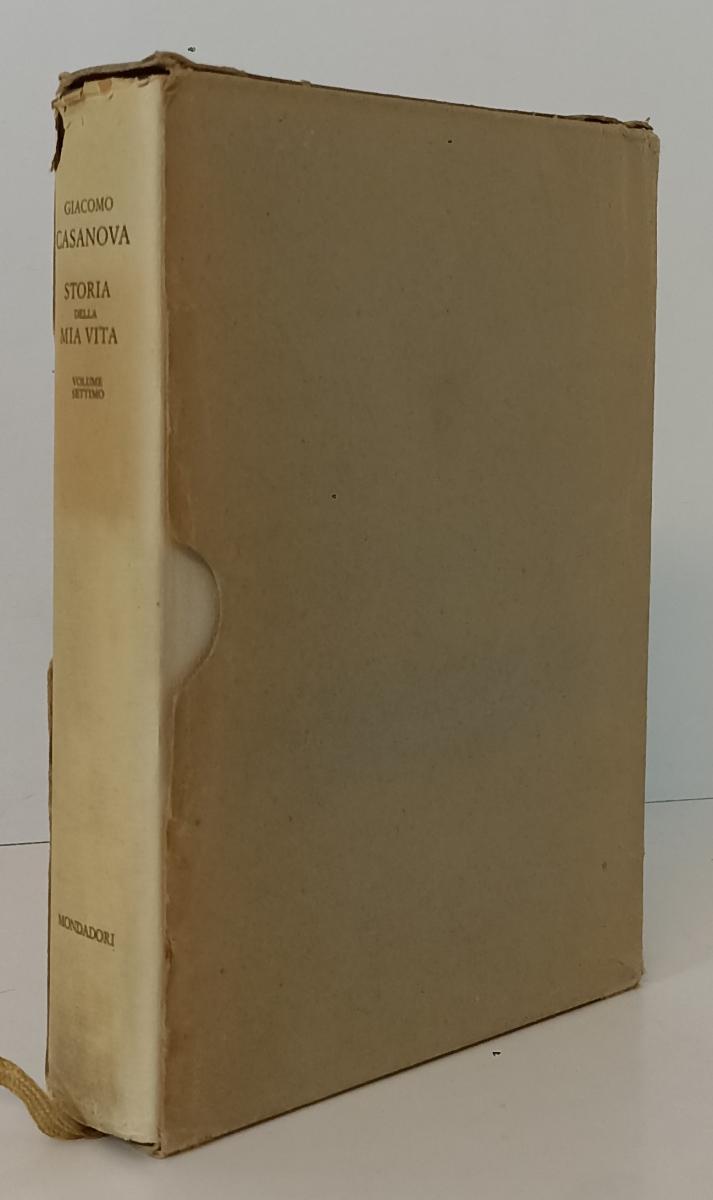 GIACOMO
CASANOVA
STORIA
DELLA
MIA VITA
VOLUME
SETTIMO
MONDADORI